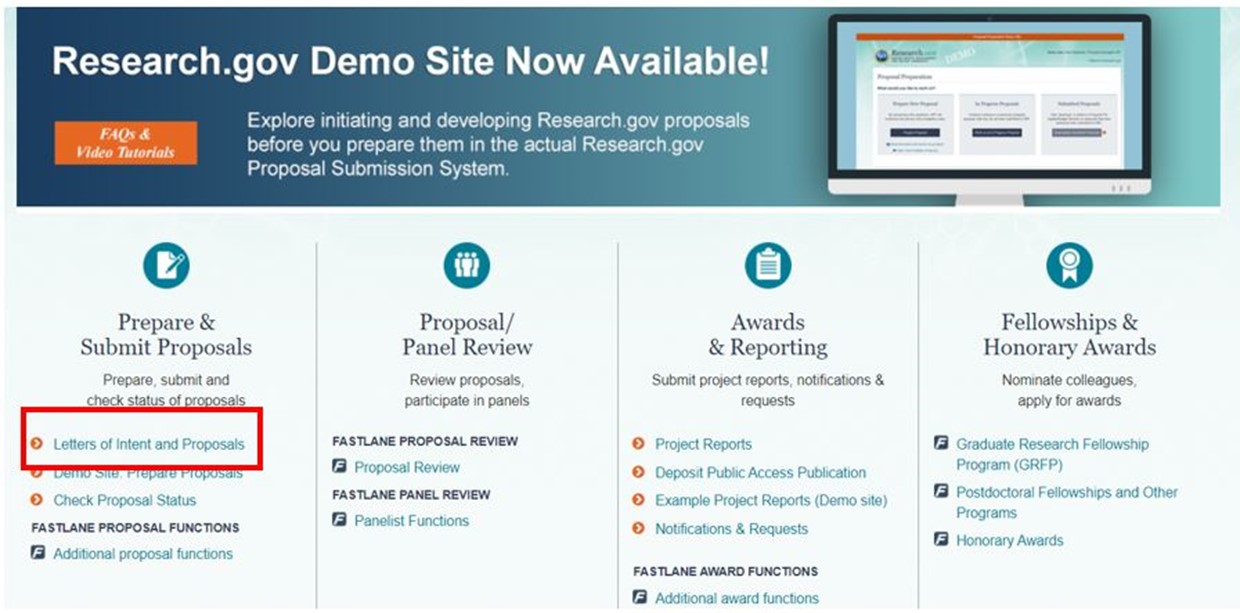 Research.gov Demo Site Now Available!
FAQs &
Video Tutorials
Explore initiating and developing Research.gov proposals
before you prepare them in the actual Research.gov
Proposal Submission System.
Research.gov
DEMO
Proposal Preparation
What would you like to work on?
Prepare New Proposal
In Progress Proposals
Submitted Proposals
Prepare &
Submit Proposals
Prepare, submit and
check status of proposals
Letters of Intent and Proposals
Demo Site: Prepare Proposals
Check Proposal Status
FASTLANE PROPOSAL FUNCTIONS
Additional proposal functions
Proposal/
Panel Review
Review proposals,
participate in panels
FASTLANE PROPOSAL REVIEW
Proposal Review
FASTLANE PANEL REVIEW
Panelist Functions
Awards
& Reporting
Submit project reports, notifications &
requests
Project Reports
Deposit Public Access Publication
Example Project Reports (Demo site)
Notifications & Requests
FASTLANE AWARD FUNCTIONS
Additional award functions
Fellowships &
Honorary Awards
Nominate colleagues,
apply for awards
Graduate Research Fellowship
Program (GRFP)
Postdoctoral Fellowships and Other
Programs
Honorary Awards